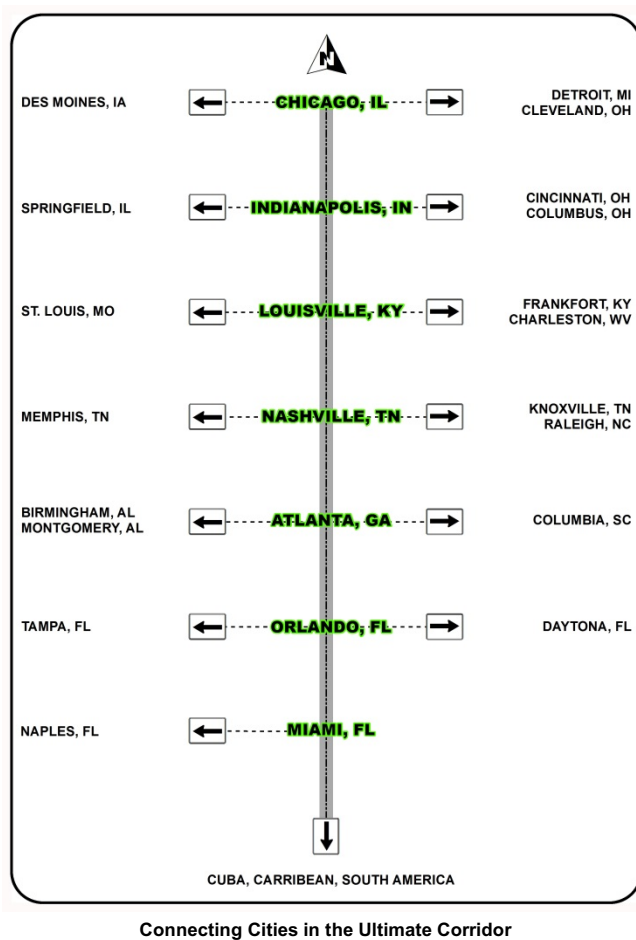 N
DES MOINES, IA
CHICAGO, IL
DETROIT, MI
CLEVELAND, OH
SPRINGFIELD, IL
INDIANAPOLIS, IN
CINCINNATI, OH
COLUMBUS, OH
ST. LOUIS, MO
LOUISVILLE, KY
FRANKFORT, KY
CHARLESTON, WV
MEMPHIS, TN
NASHVILLE, TN
KNOXVILLE, TN
RALEIGH, NC
BIRMINGHAM, AL
MONTGOMERY, AL
ATLANTA, GA
COLUMBIA, SC
TAMPA, FL
ORLANDO, FL
DAYTONA, FL
NAPLES, FL
MIAMI, FL
CUBA, CARRIBEAN, SOUTH AMERICA
Connecting Cities in the Ultimate Corridor